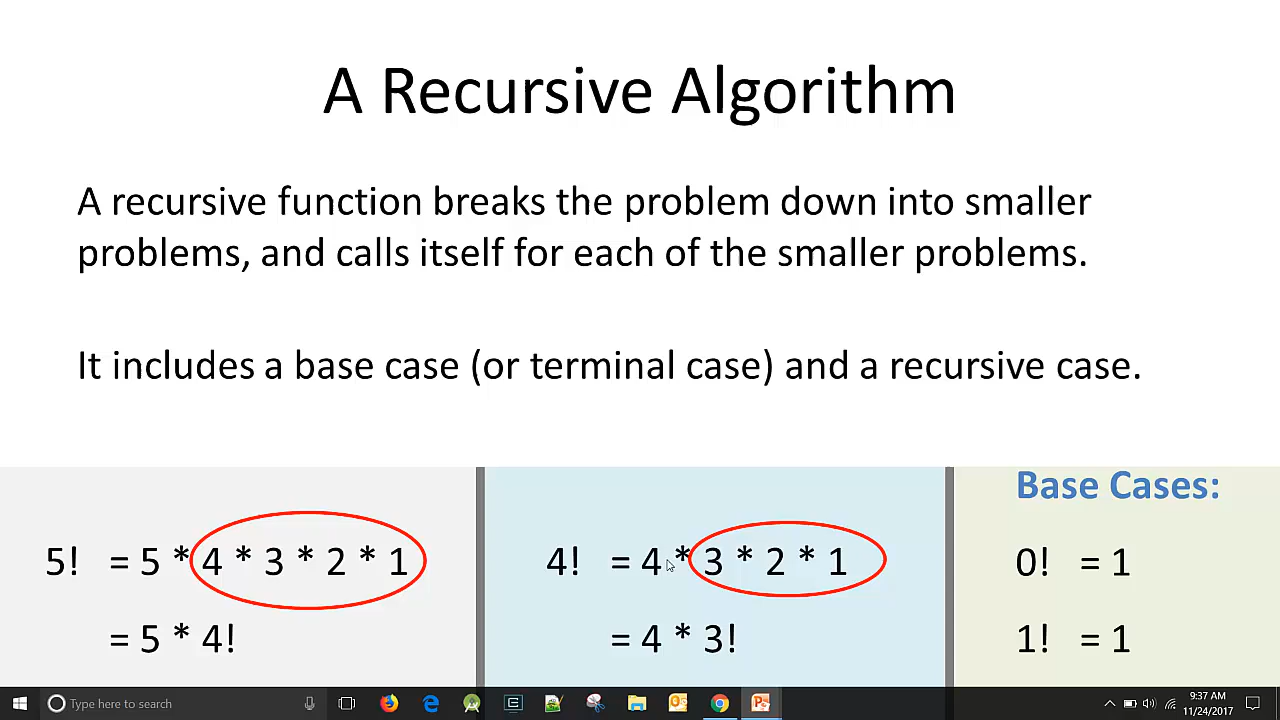 A Recursive Algorithm
A recursive function breaks the problem down into smaller
problems, and calls itself for each of the smaller problems.
It includes a base case (or terminal case) and a recursive case.
5! = 5 * 4 * 3 * 2 * 1
= 5 * 4!
4! = 4 * 3 * 2 * 1
= 4 * 3!
Base Cases:
0! = 1
1! = 1
Type here to search
9:37 AM
11/24/2017